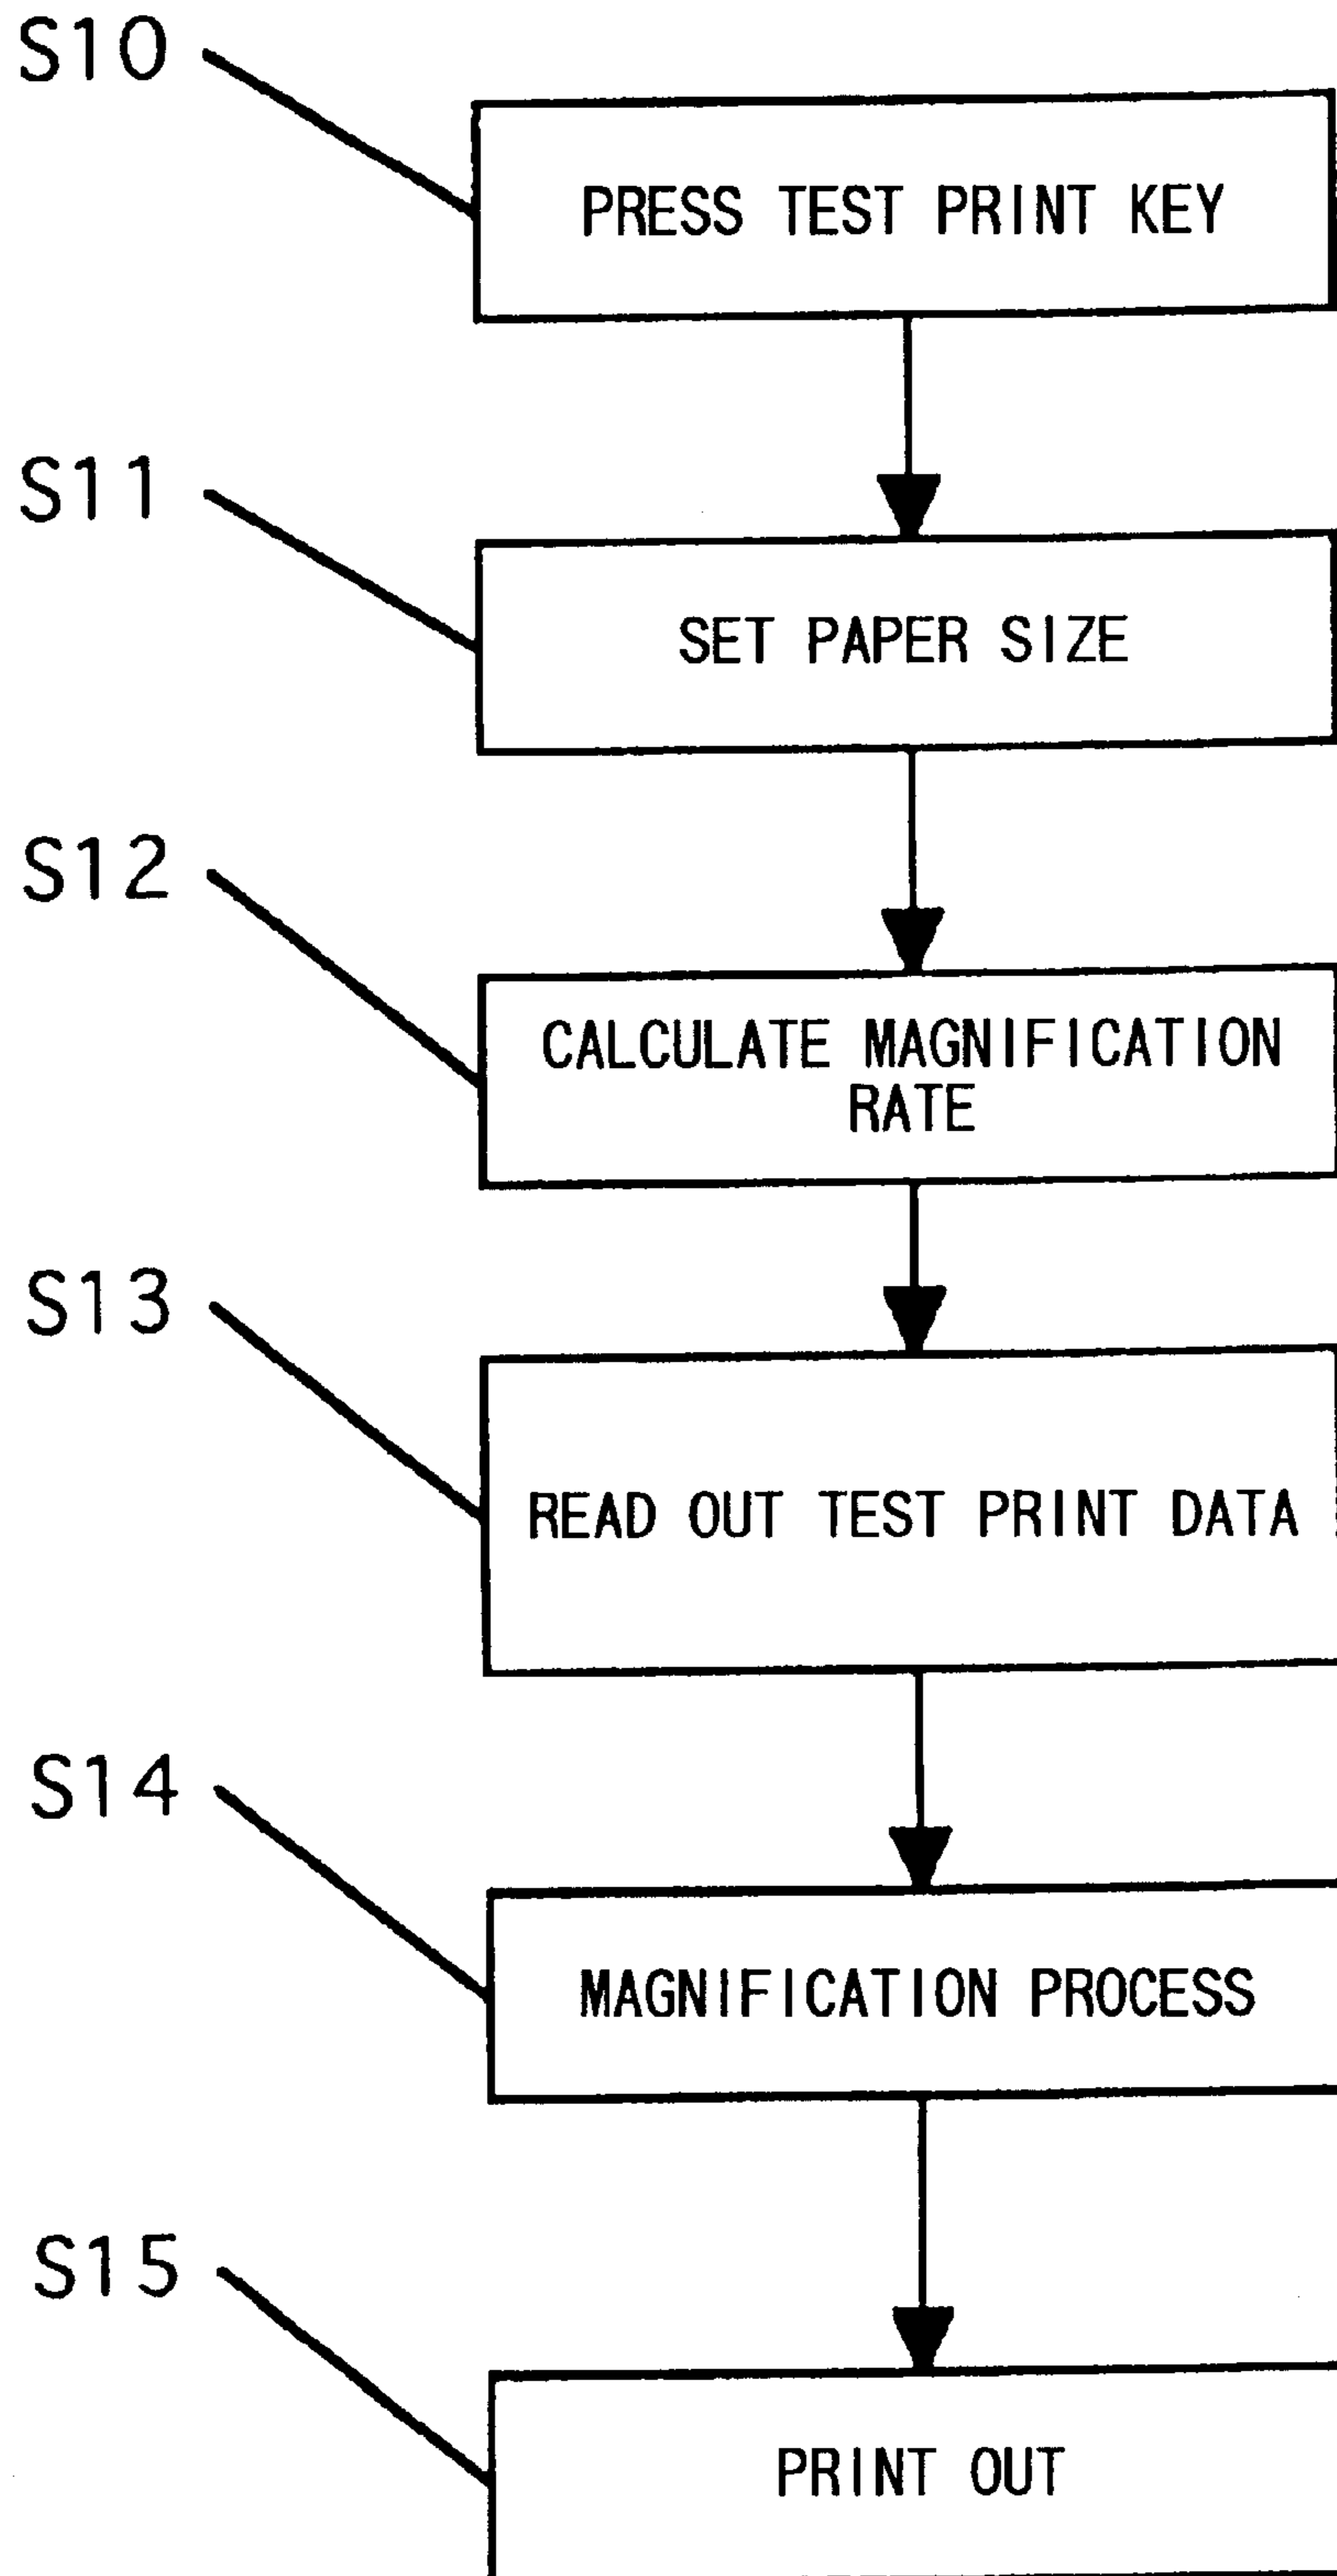 S10
PRESS TEST PRINT KEY
S11
SET PAPER SIZE
S12
CALCULATE MAGNIFICATION
RATE
S13
READ OUT TEST PRINT DATA
S14
MAGNIFICATION PROCESS
S15
PRINT OUT